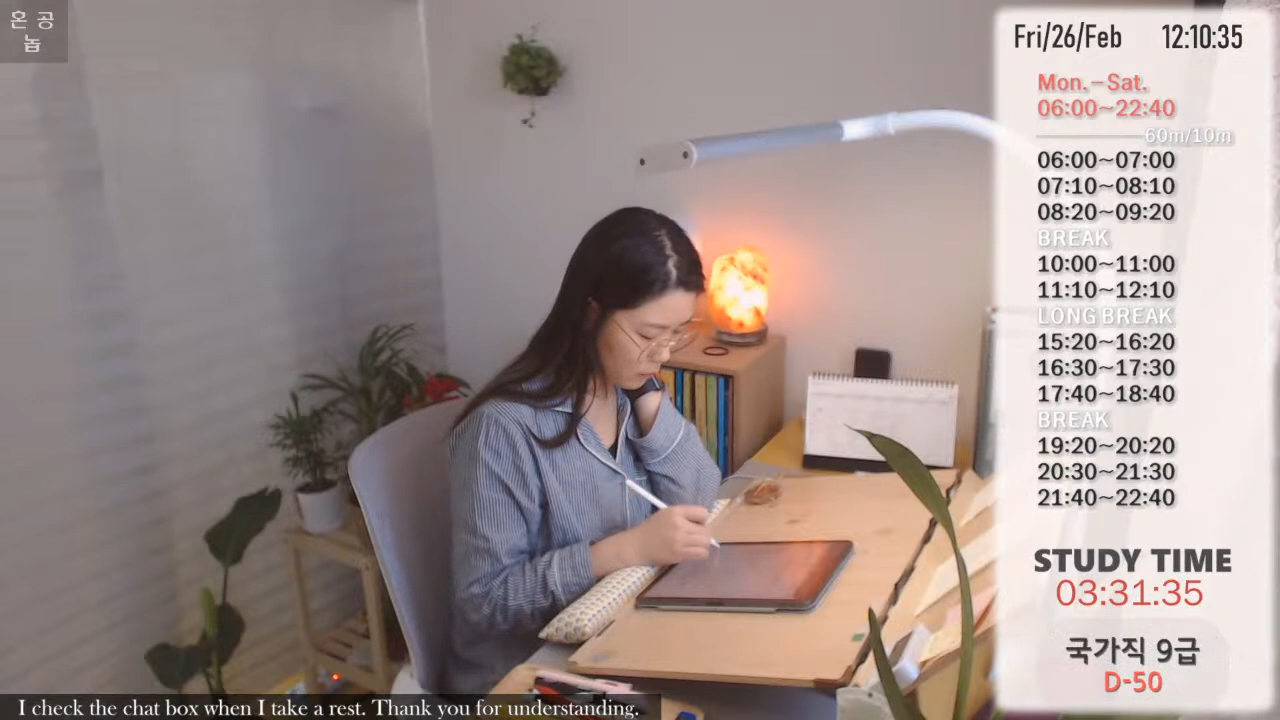 혼 공
놉
Fri/26/Feb 12:10:35
Mon.-Sat.
06:00~22:40
60m/10m
06:00~07:00
07:10~08:10
08:20~09:20
BREAK
10:00~11:00
11:10~12:10
LONG BREAK
15:20~16:20
16:30~17:30
17:40~18:40
BREAK
19:20~20:20
20:30~21:30
21:40~22:40
STUDY TIME
03:31:35
국가직 9급
D-50
I check the chat box when I take a rest. Thank you for understanding.